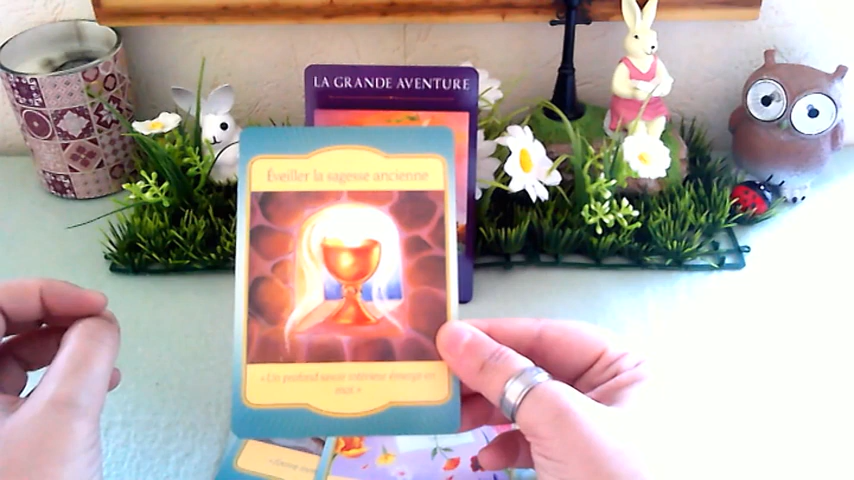 LA GRANDE AVENTURE
Éveiller la sagesse ancienne
« Un profond savoir intérieur émerge en
moi. »